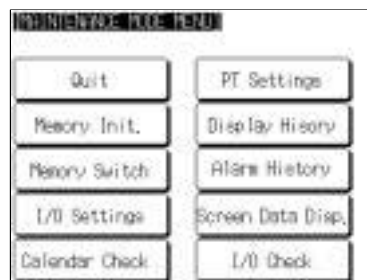 [MAINTENANCE MODE MENU]
Quit
PT Settings
Memory Init.
Display Hisory
Memory Switch
Alarm History
I/O Settings
Screen Data Disp.
Calendar Check
I/O Check